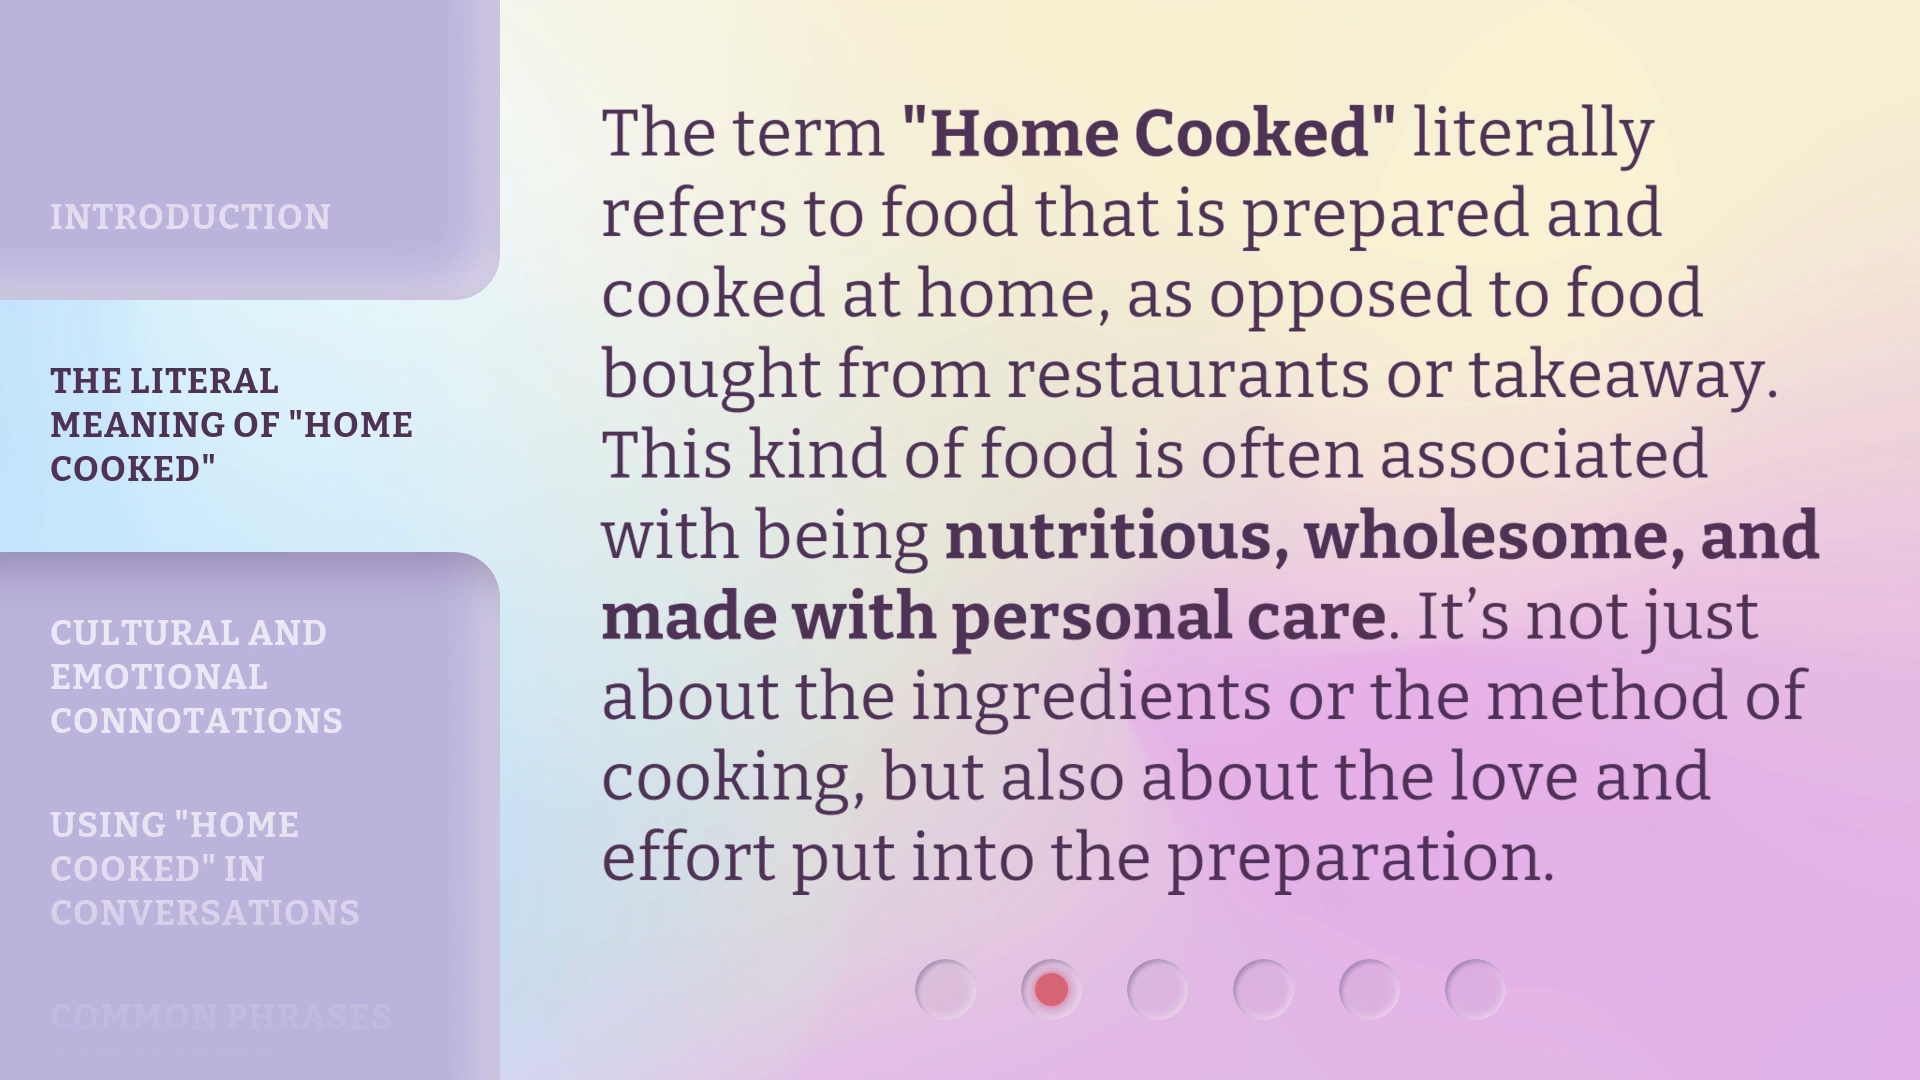 INTRODUCTION
THE LITERAL
MEANING OF "HOME
COOKED"
CULTURAL AND
EMOTIONAL
CONNOTATIONS
USING "HOME
COOKED" IN
CONVERSATIONS
COMMON PHRASES
The term "Home Cooked" literally
refers to food that is prepared and
cooked at home, as opposed to food
bought from restaurants or takeaway.
This kind of food is often associated
with being nutritious, wholesome, and
made with personal care. It’s not just
about the ingredients or the method of
cooking, but also about the love and
effort put into the preparation.